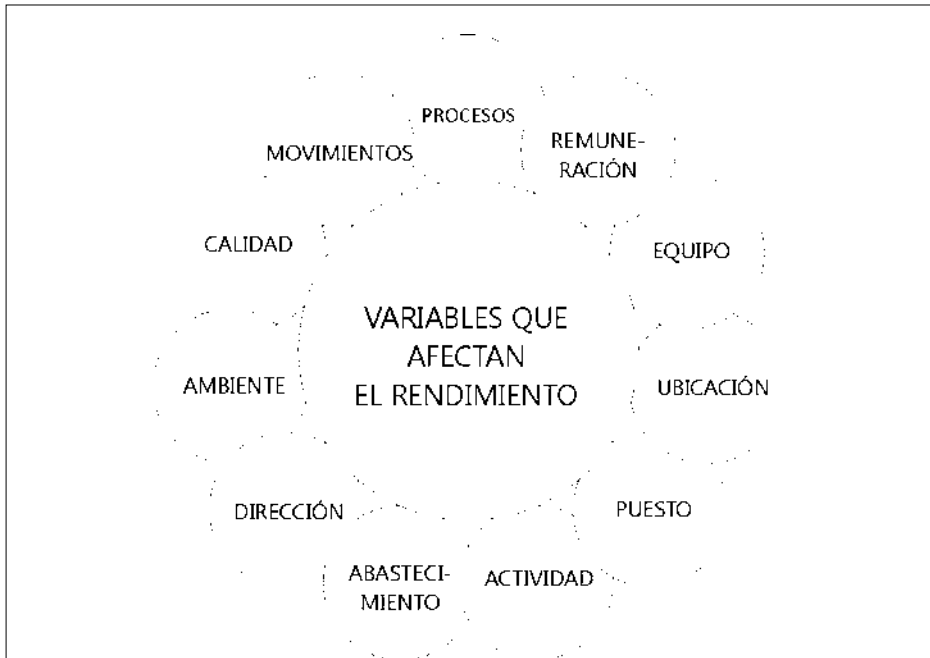 PROCESOS
REMUNE-
RACIÓN
MOVIMIENTOS
CALIDAD
EQUIPO
VARIABLES QUE
AFECTAN
EL RENDIMIENTO
AMBIENTE
UBICACIÓN
DIRECCIÓN
PUESTO
ABASTECI-
MIENTO
ACTIVIDAD